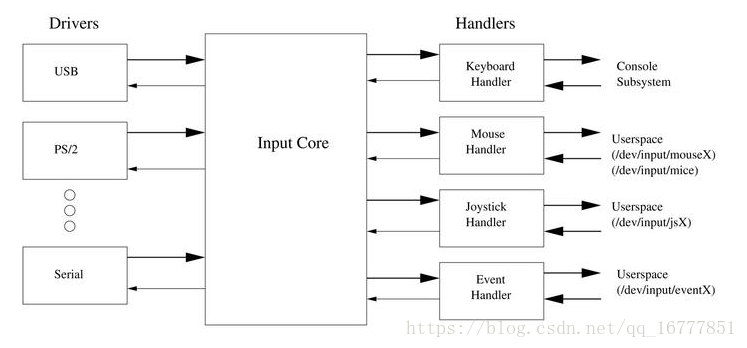 Drivers
Handlers
USB
PS/2
Serial
Input Core
Keyboard
Handler
Console
Subsystem
Mouse
Handler
Userspace
(/dev/input/mouseX)
(/dev/input/mice)
Joystick
Handler
Userspace
(/dev/input/jsX)
Event
Handler
Userspace
(/dev/input/eventX)
https://blog.csdn.net/qq_16777851